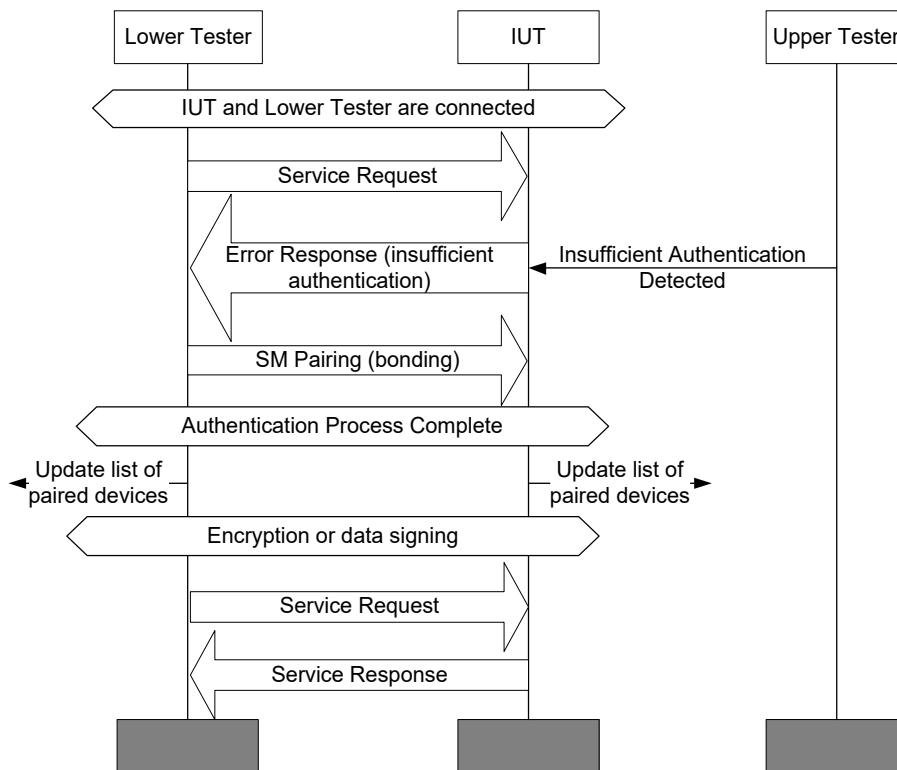 Lower Tester
IUT
Upper Tester
IUT and Lower Tester are connected
Service Request
Error Response (insufficient
authentication)
Insufficient Authentication
Detected
SM Pairing (bonding)
Authentication Process Complete
Update list of
paired devices
Update list of
paired devices
Encryption or data signing
Service Request
Service Response